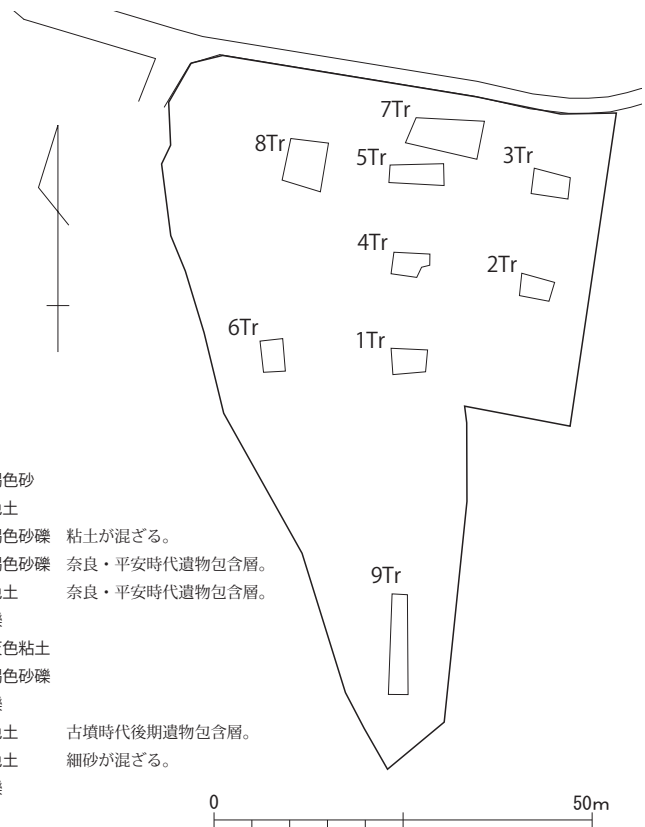 7Tr
8Tr
5Tr
3Tr
4Tr
2Tr
6Tr
1Tr
色砂
土
色砂礫 粘土が混ざる。
色砂礫 奈良・平安時代遺物包含層。
土 奈良・平安時代遺物包含層。
色粘土
色砂礫
土 古墳時代後期遺物包含層。
土 細砂が混ざる。
9Tr
0 50m